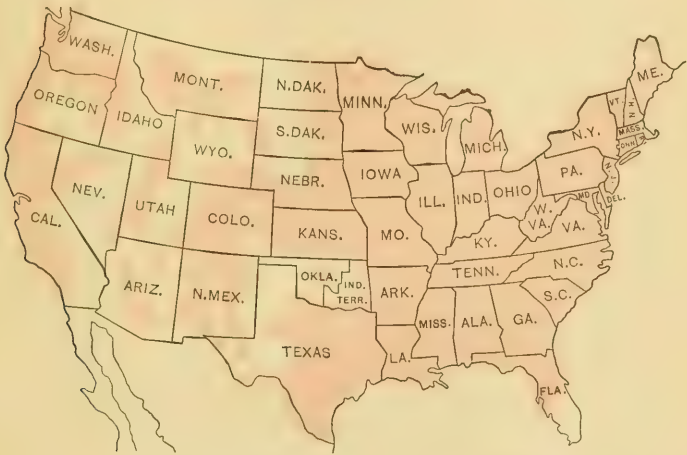 WASH.
MONT.
N.DAK.
MINN.
ME.
OREGON
IDAHO
S.DAK.
WIS.
MICH.
VT.
N.H.
N.Y.
MASS.
CONN.
WYO.
NEBR.
IOWA
PA.
N.J.
NEV.
UTAH
COLO.
ILL.
IND.
OHIO
MD.
DEL.
CAL.
KANS.
MO.
W.
VA.
VA.
KY.
ARIZ.
N.MEX.
OKLA.
IND.
TERR.
ARK.
TENN.
N.C.
S.C.
TEXAS
LA.
MISS.
ALA.
GA.
FLA.